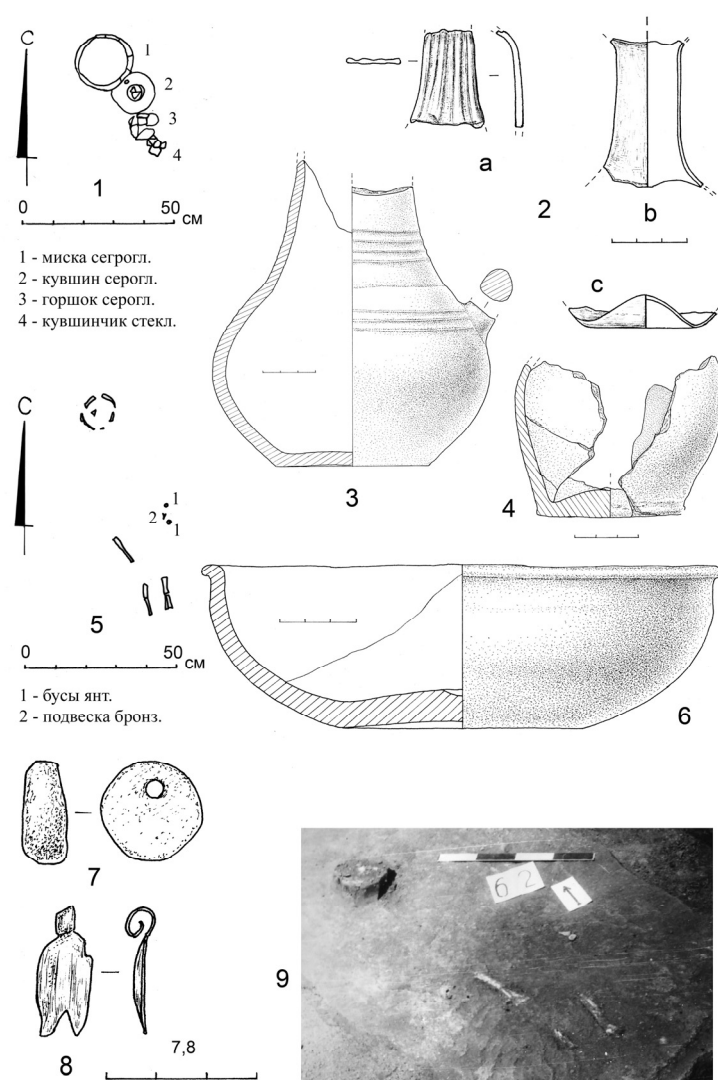 С
1
2
3
4
1
0
50
см
1 - миска сегрогл.
2 - кувшин серогл.
3 - горшок серогл.
4 - кувшинчик стекл.
a
2
b
c
3
4
С
1
2
1
5
0
50
см
1 - бусы янт.
2 - подвеска бронз.
6
7
8
7,8
9
62